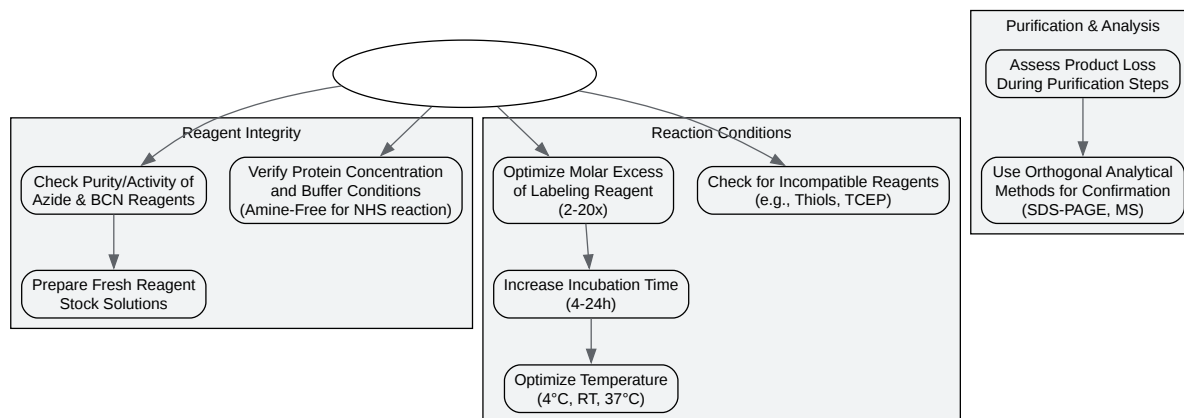 Purification & Analysis
Assess Product Loss
During Purification Steps
Use Orthogonal Analytical
Methods for Confirmation
(SDS-PAGE, MS)
Reagent Integrity
Check Purity/Activity of
Azide & BCN Reagents
Verify Protein Concentration
and Buffer Conditions
(Amine-Free for NHS reaction)
Prepare Fresh Reagent
Stock Solutions
Reaction Conditions
Optimize Molar Excess
of Labeling Reagent
(2-20x)
Check for Incompatible Reagents
(e.g., Thiols, TCEP)
Increase Incubation Time
(4-24h)
Optimize Temperature
(4°C, RT, 37°C)